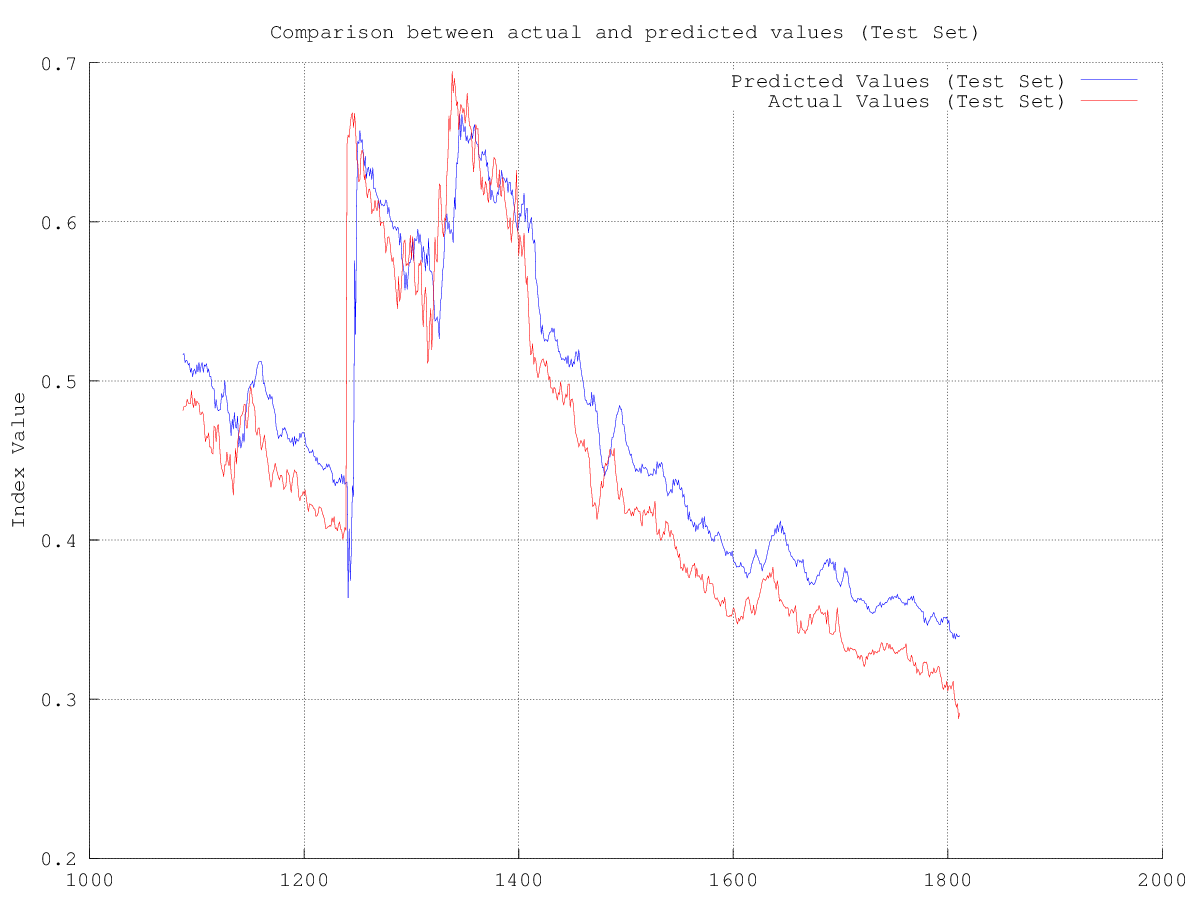 Comparison between actual and predicted values (Test Set)
0.7
Predicted Values (Test Set)
Actual Values (Test Set)
0.6
0.5
Index Value
0.4
0.3
0.2
1000 1200 1400 1600 1800 2000